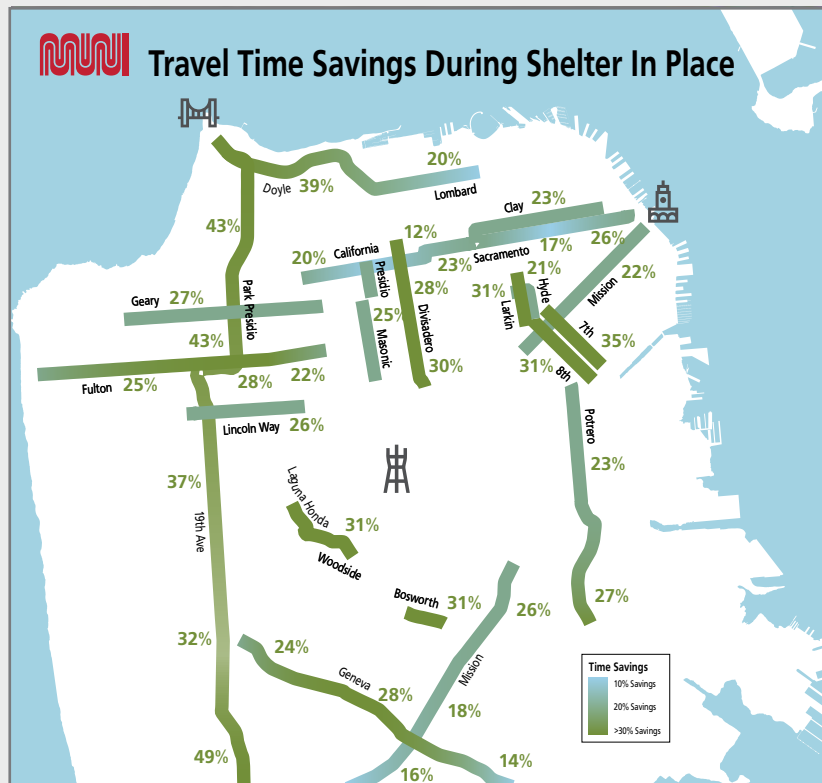 MUNI
Travel Time Savings During Shelter In Place
20%
Doyle
39%
Lombard
43%
Clay
23%
12%
20%
California
23%
Sacramento
17%
26%
22%
Mission
Presidio
28%
21%
Hyde
31%
Larkin
Geary
27%
Park Presidio
25%
Masonic
Divisadero
7th
35%
43%
30%
31%
8th
Fulton
25%
28%
22%
Lincoln Way
26%
Potrero
23%
37%
19th Ave
Laguna Honda
31%
Woodside
Bosworth
31%
26%
27%
32%
24%
Geneva
28%
Mission
18%
49%
16%
14%
Time Savings
10% Savings
20% Savings
>30% Savings